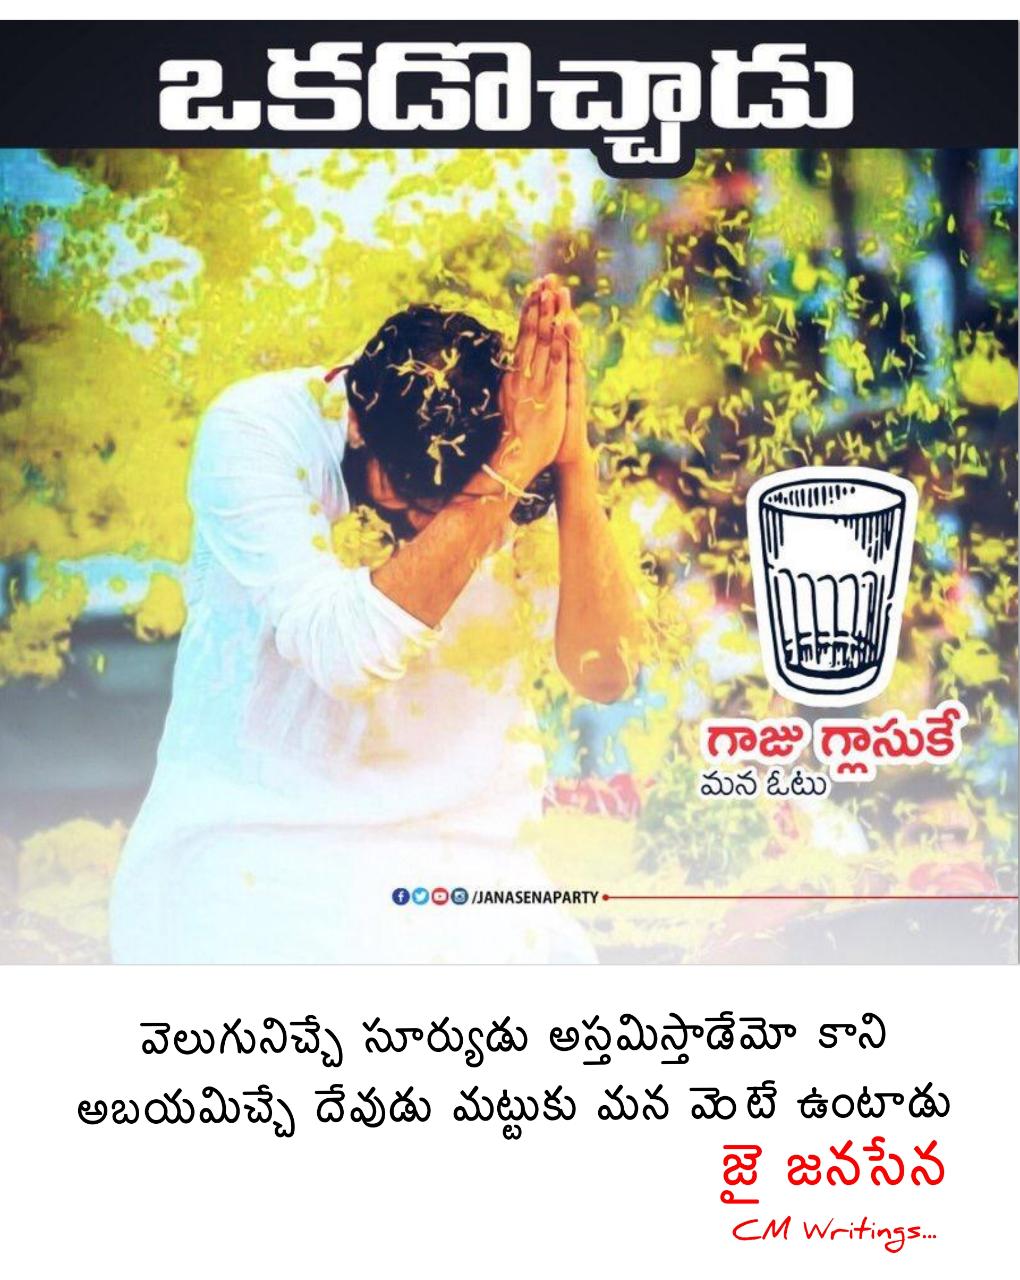 ఒకడొచ్చాడు
గాజు గ్లాసుకే
మన ఓటు
/JANASENAPARTY
వెలుగునిచ్చే సూర్యుడు అస్తమిస్తాడేమో కాని
అబయమిచ్చే దేవుడు మట్టుకు మన వెంటే ఉంటాడు
జై జనసేన
CM Writings...